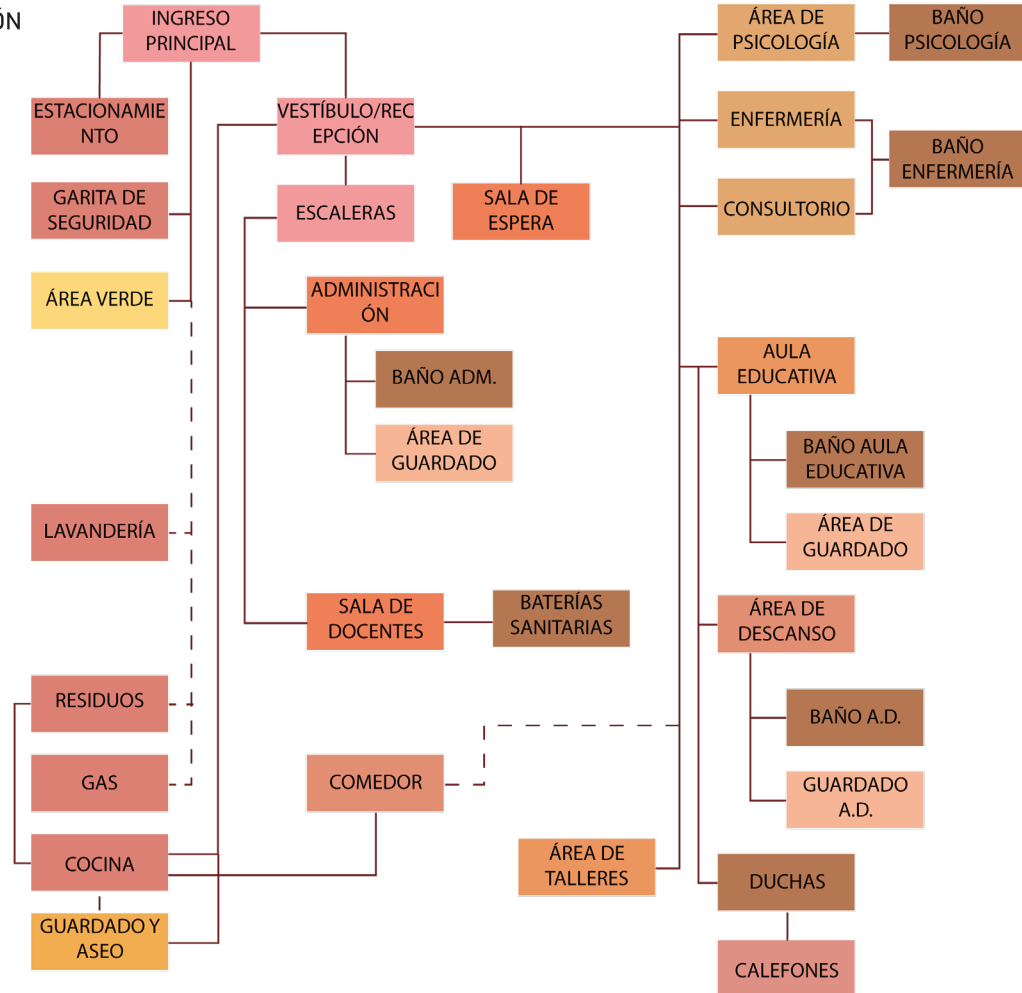 ÓN
INGRESO
PRINCIPAL
ÁREA DE
PSICOLOGÍA
BAÑO
PSICOLOGÍA
ESTACIONAMIE
NTO
VESTÍBULO/REC
EPCIÓN
ENFERMERÍA
BAÑO
ENFERMERÍA
GARITA DE
SEGURIDAD
ESCALERAS
SALA DE
ESPERA
CONSULTORIO
ÁREA VERDE
ADMINISTRACI
ÓN
BAÑO ADM.
ÁREA DE
GUARDADO
AULA
EDUCATIVA
BAÑO AULA
EDUCATIVA
ÁREA DE
GUARDADO
LAVANDERÍA
SALA DE
DOCENTES
BATERÍAS
SANITARIAS
ÁREA DE
DESCANSO
RESIDUOS
BAÑO A.D.
GAS
COMEDOR
GUARDADO
A.D.
COCINA
ÁREA DE
TALLERES
DUCHAS
GUARDADO Y
ASEO
CALEFONES